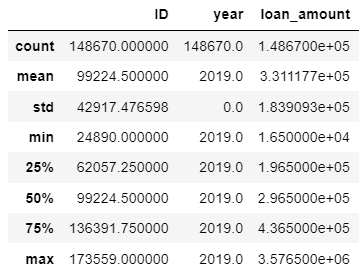 ID year loan_amount
count 148670.000000 148670.0 1.486700e+05
mean 99224.500000 2019.0 3.311177e+05
std 42917.476598 0.0 1.839093e+05
min 24890.000000 2019.0 1.650000e+04
25% 62057.250000 2019.0 1.965000e+05
50% 99224.500000 2019.0 2.965000e+05
75% 136391.750000 2019.0 4.365000e+05
max 173559.000000 2019.0 3.576500e+06